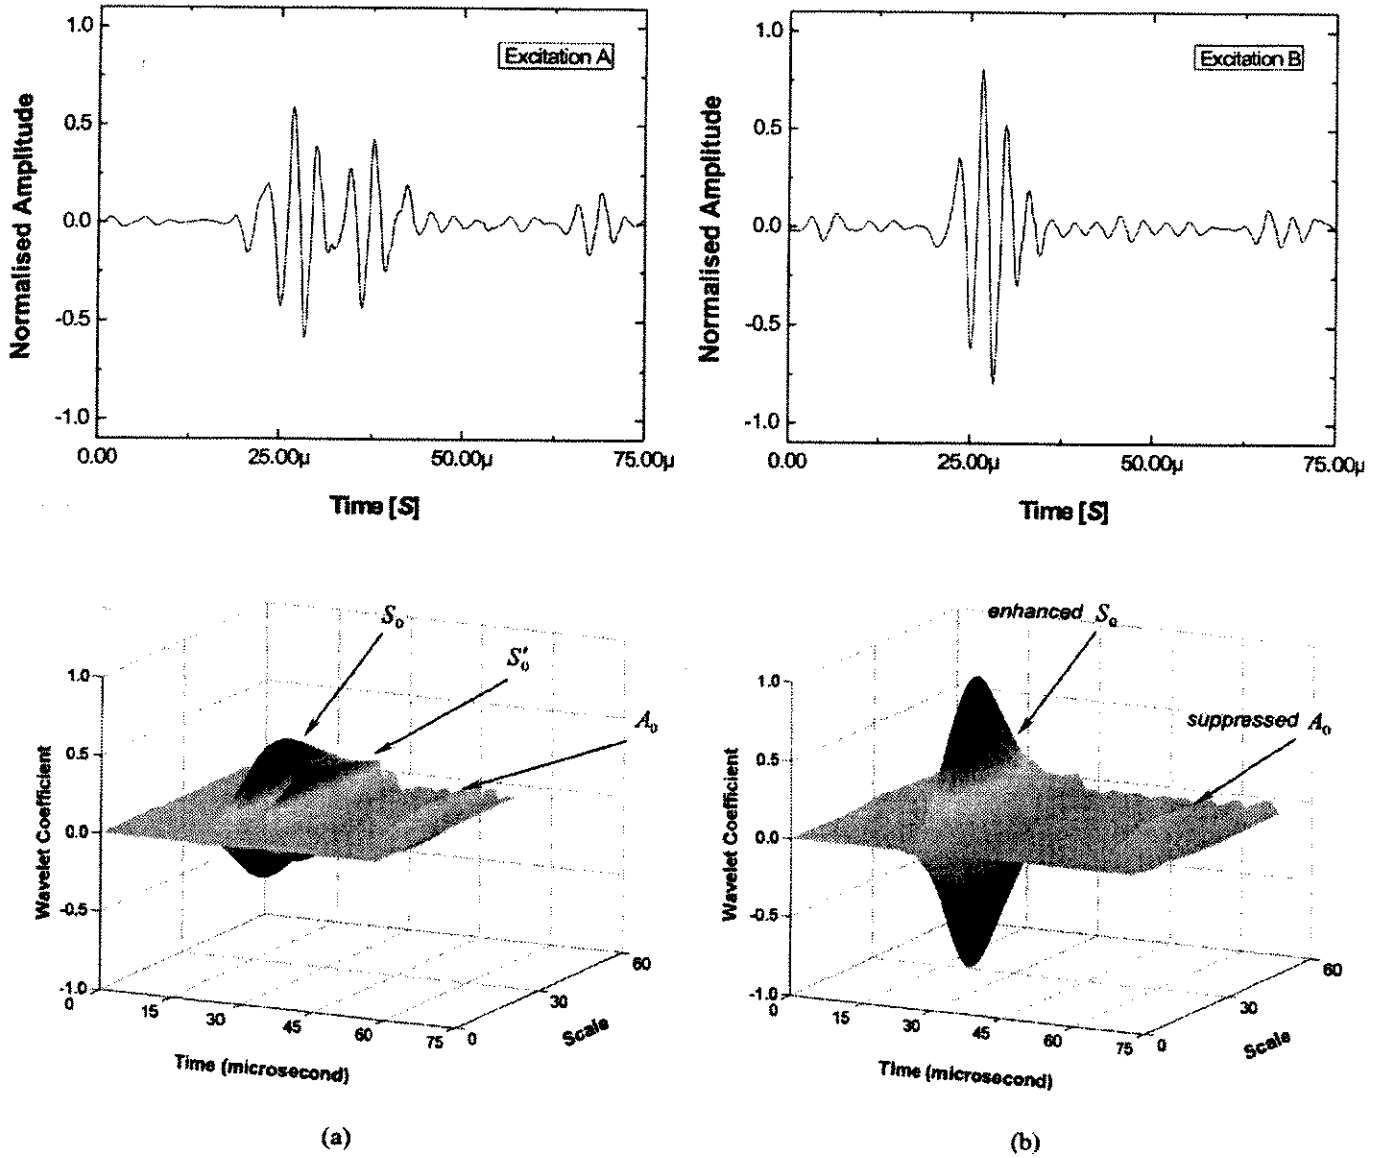 1.0
0.5
0.0
-0.5
-1.0
Normalised Amplitude
Excitation A
0.00
25.00µ
50.00µ
75.00µ
Time [S]
1.0
0.5
0.0
-0.5
-1.0
Normalised Amplitude
Excitation B
0.00
25.00µ
50.00µ
75.00µ
Time [S]
S₀
S₀′
A₀
1.0
0.5
0.0
-0.5
-1.0
Wavelet Coefficient
0
15
30
45
60
75
Time (microsecond)
0
30
60
Scale
(a)
enhanced S₀
suppressed A₀
1.0
0.5
0.0
-0.5
-1.0
Wavelet Coefficient
0
15
30
45
60
75
Time (microsecond)
0
30
60
Scale
(b)